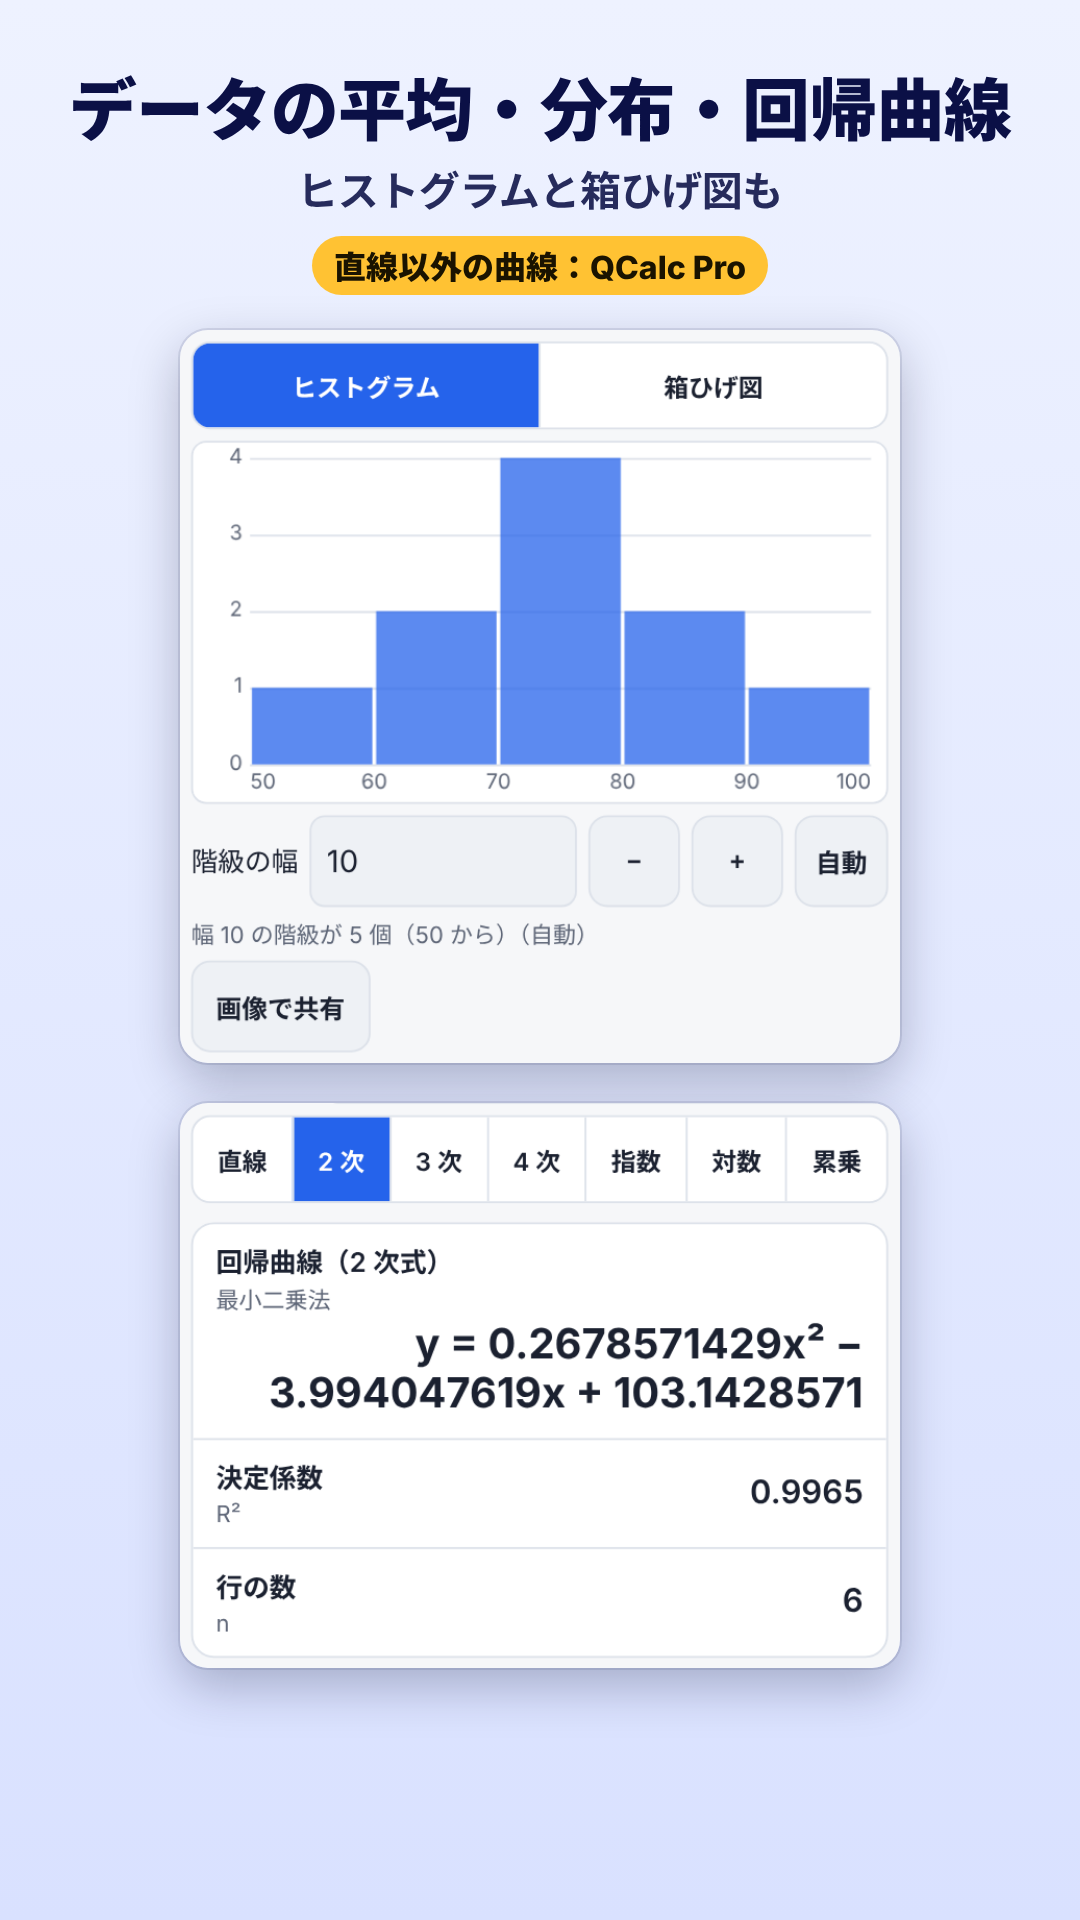 データの平均・分布・回帰曲線
ヒストグラムと箱ひげ図も
直線以外の曲線：QCalc Pro
ヒストグラム 箱ひげ図
4
3
2
1
0
50 60 70 80 90 100
階級の幅 10 − + 自動
幅 10 の階級が 5 個（50 から）（自動）
画像で共有
直線 2 次 3 次 4 次 指数 対数 累乗
回帰曲線（2 次式）
最小二乗法
y = 0.2678571429x² −
3.994047619x + 103.1428571
決定係数
R²
0.9965
行の数
n
6